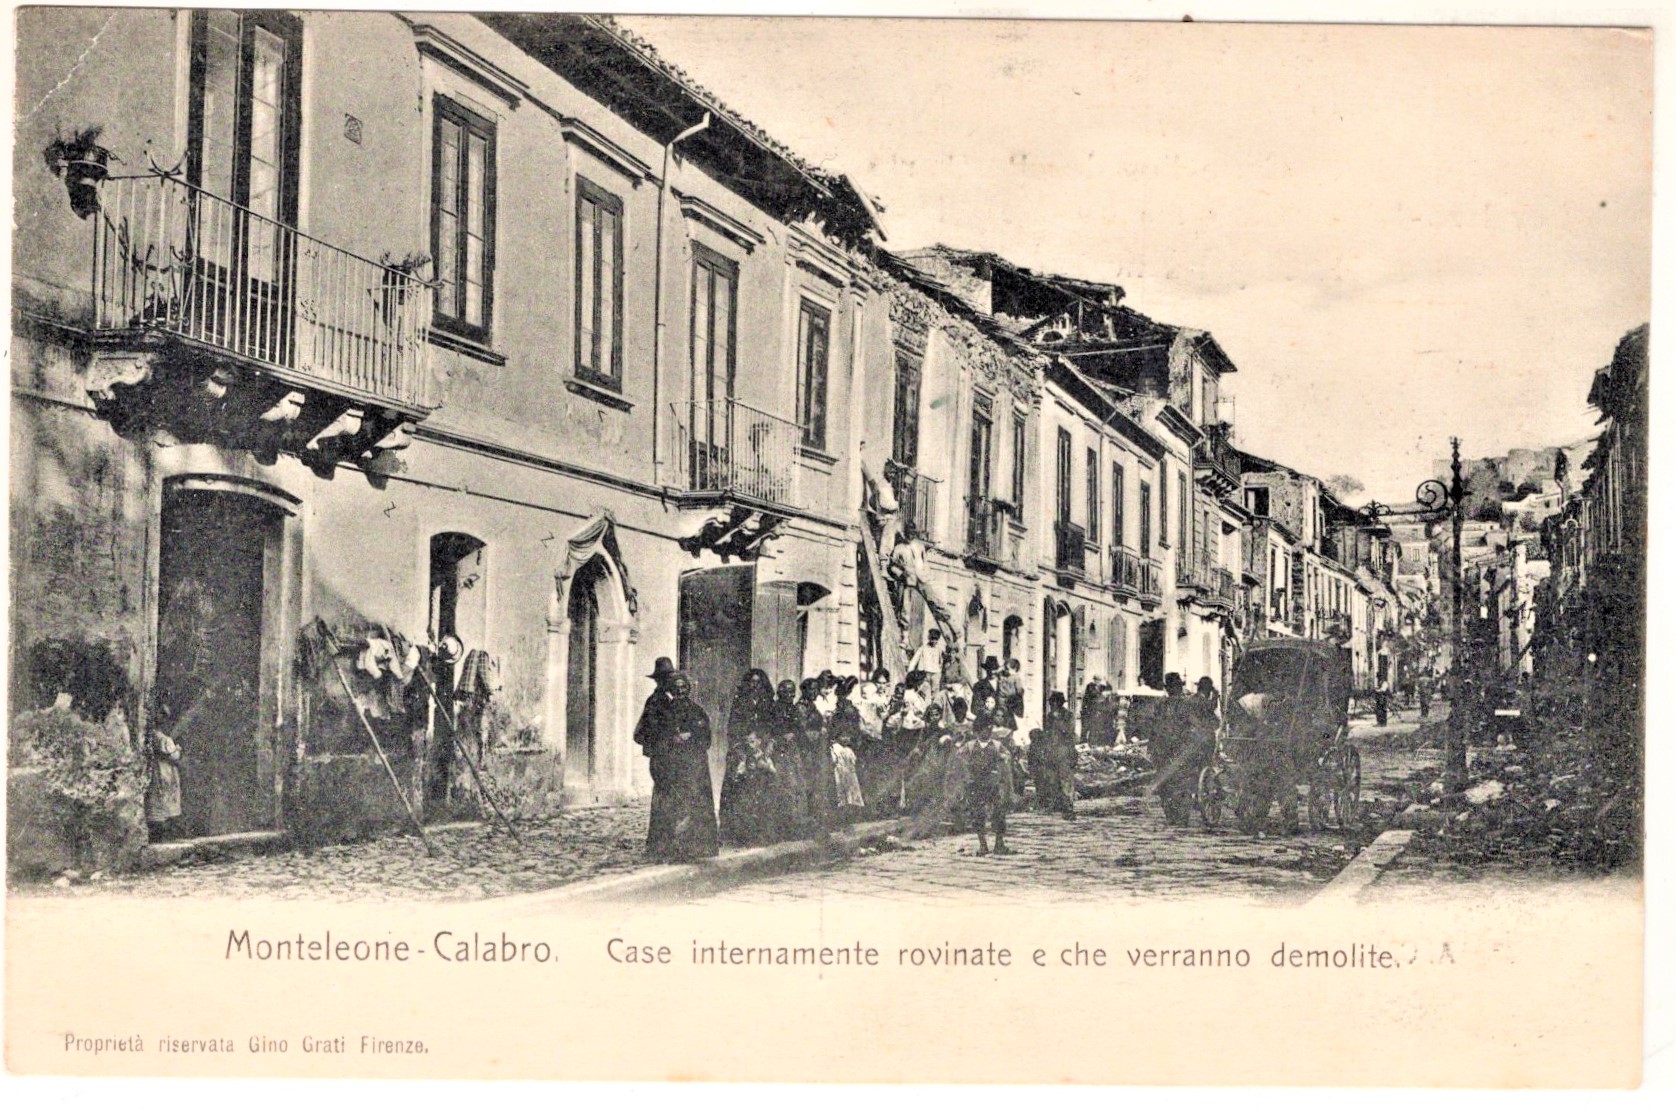 Monteleone-Calabro. Case internamente rovinate e che verranno demolite.
Proprietà riservata Gino Grati Firenze.